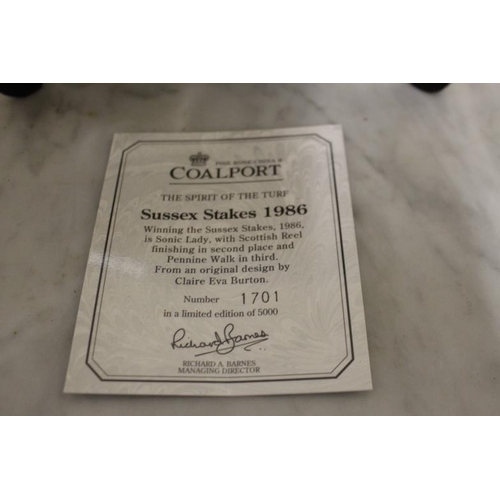 FINE BONE CHINA
COALPORT
THE SPIRIT OF THE TURF
Sussex Stakes 1986
Winning the Sussex Stakes, 1986,
is Sonic Lady, with Scottish Reel
finishing in second place and
Pennine Walk in third.
From an original design by
Claire Eva Burton.
Number 1701
in a limited edition of 5000
Richard Barnes
RICHARD A. BARNES
MANAGING DIRECTOR